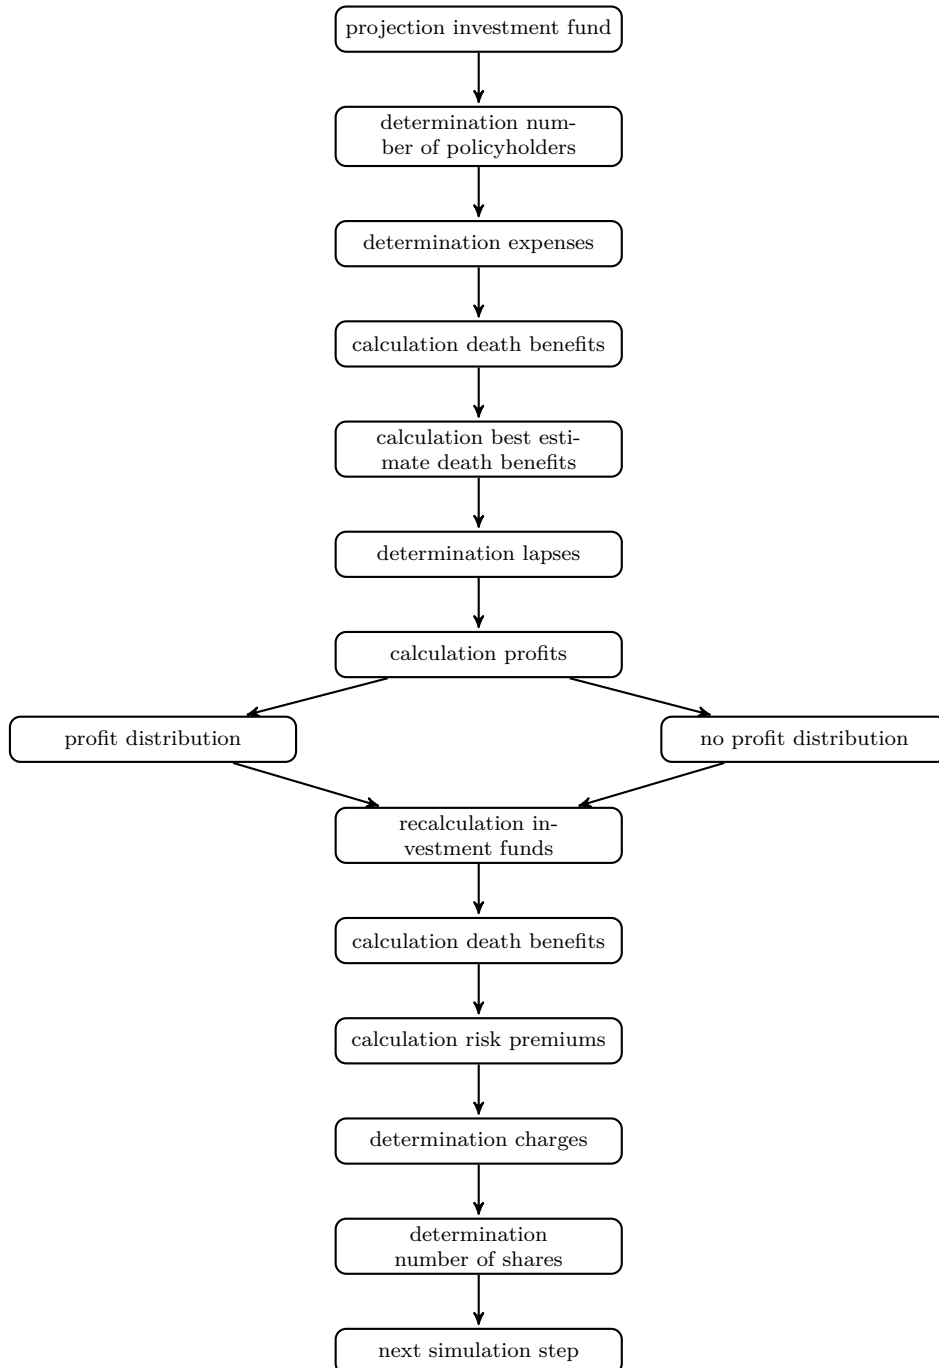 projection investment fund
determination num-
ber of policyholders
determination expenses
calculation death benefits
calculation best esti-
mate death benefits
determination lapses
calculation profits
profit distribution
no profit distribution
recalculation in-
vestment funds
calculation death benefits
calculation risk premiums
determination charges
determination
number of shares
next simulation step